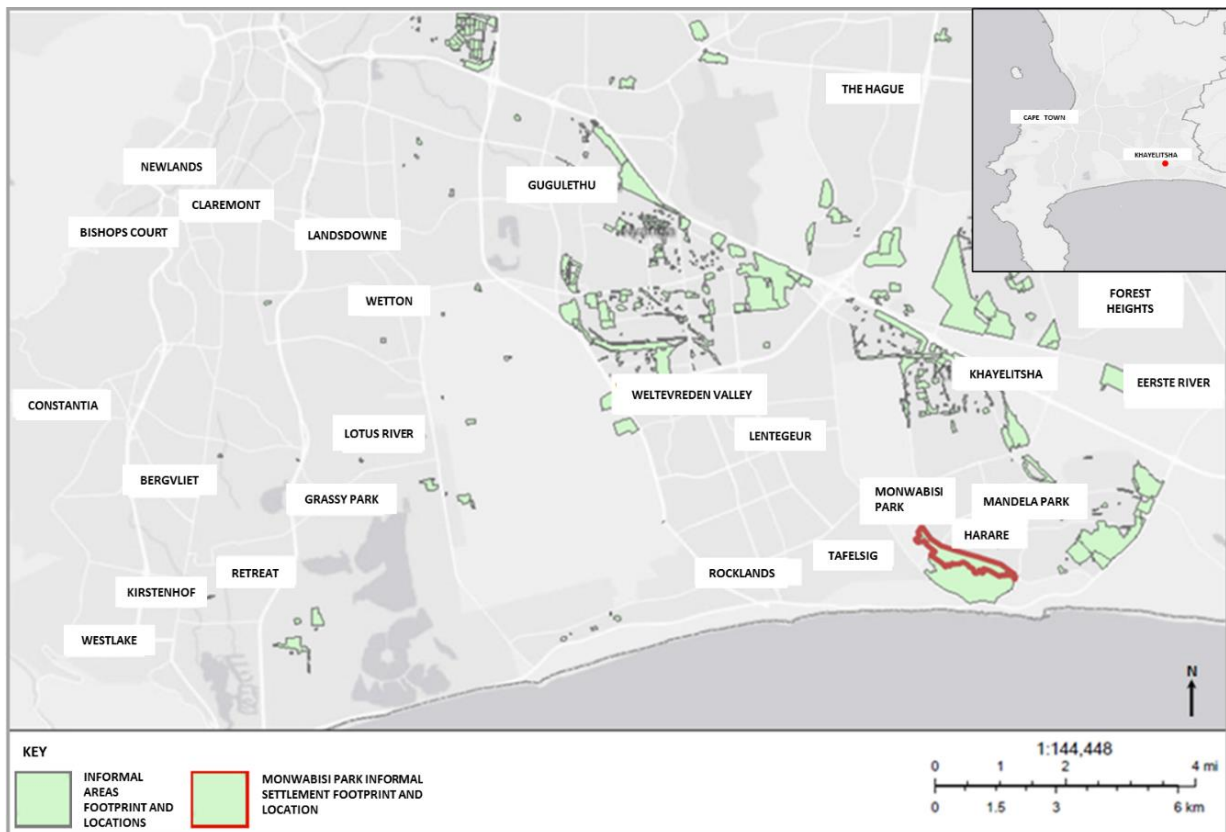 THE HAGUE
CAPE TOWN
KHAYELITSHA
NEWLANDS
GUGULETHU
CLAREMONT
BISHOPS COURT
LANDSDOWNE
WETTON
FOREST
HEIGHTS
KHAYELITSHA
EERSTE RIVER
WELTEVREDEN VALLEY
CONSTANTIA
LOTUS RIVER
LENTEGEUR
BERGVLIET
GRASSY PARK
MONWABISI
PARK
MANDELA PARK
HARARE
TAFELSIG
ROCKLANDS
RETREAT
KIRSTENHOF
WESTLAKE
N
KEY
INFORMAL
AREAS
FOOTPRINT AND
LOCATIONS
MONWABISI PARK INFORMAL
SETTLEMENT FOOTPRINT AND
LOCATION
1:144,448
0 1 2 4 mi
0 1.5 3 6 km